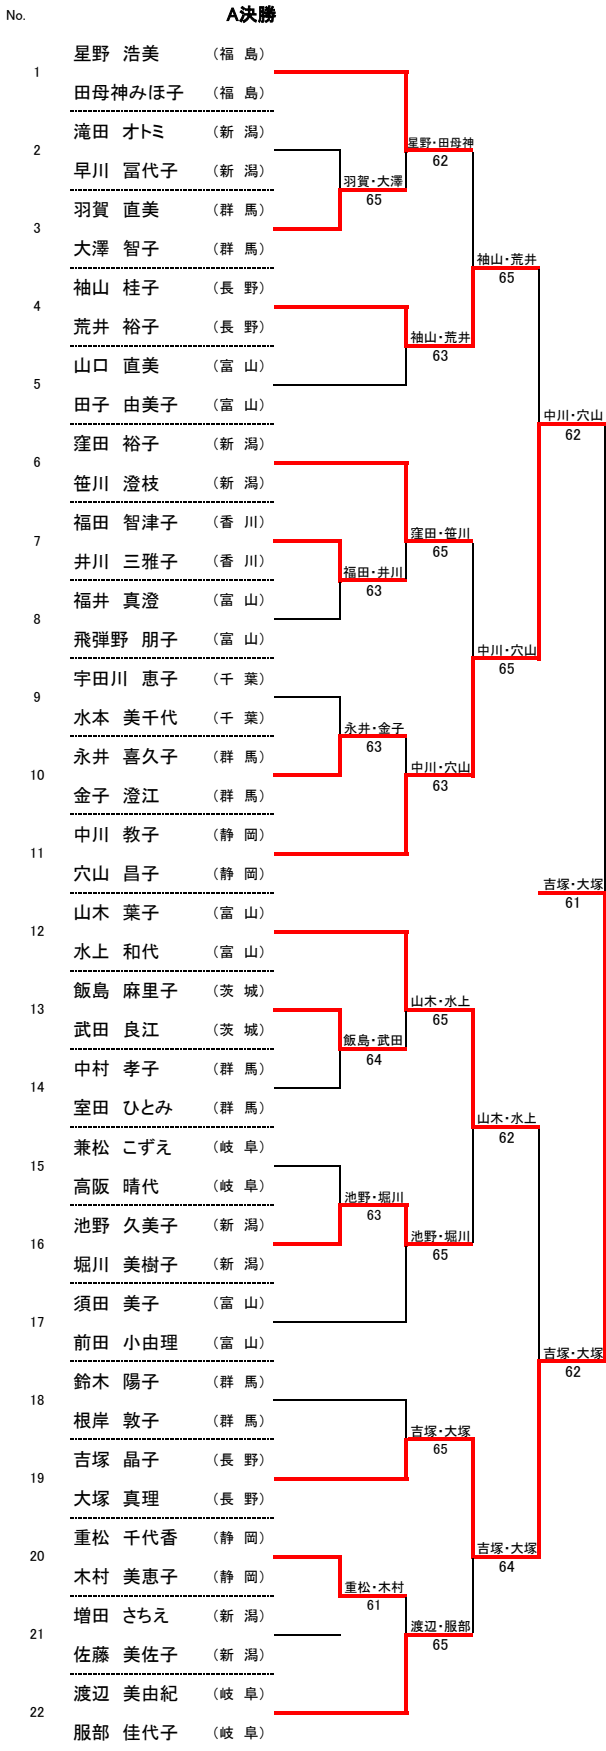 No.
A決勝
星野 浩美 (福 島)
1
田母神みほ子 (福 島)
滝田 オトミ (新 潟)
2
早川 冨代子 (新 潟)
羽賀 直美 (群 馬)
3
大澤 智子 (群 馬)
袖山 桂子 (長 野)
4
荒井 裕子 (長 野)
山口 直美 (富 山)
5
田子 由美子 (富 山)
窪田 裕子 (新 潟)
6
笹川 澄枝 (新 潟)
福田 智津子 (香 川)
7
井川 三雅子 (香 川)
福井 真澄 (富 山)
8
飛弾野 朋子 (富 山)
宇田川 恵子 (千 葉)
9
水本 美千代 (千 葉)
永井 喜久子 (群 馬)
10
金子 澄江 (群 馬)
中川 教子 (静 岡)
11
穴山 昌子 (静 岡)
山木 葉子 (富 山)
12
水上 和代 (富 山)
飯島 麻里子 (茨 城)
13
武田 良江 (茨 城)
中村 孝子 (群 馬)
14
室田 ひとみ (群 馬)
兼松 こずえ (岐 阜)
15
高阪 晴代 (岐 阜)
池野 久美子 (新 潟)
16
堀川 美樹子 (新 潟)
須田 美子 (富 山)
17
前田 小由理 (富 山)
鈴木 陽子 (群 馬)
18
根岸 敦子 (群 馬)
吉塚 晶子 (長 野)
19
大塚 真理 (長 野)
重松 千代香 (静 岡)
20
木村 美恵子 (静 岡)
増田 さちえ (新 潟)
21
佐藤 美佐子 (新 潟)
渡辺 美由紀 (岐 阜)
22
服部 佳代子 (岐 阜)
羽賀・大澤
65
福田・井川
63
永井・金子
63
飯島・武田
64
池野・堀川
63
重松・木村
61
星野・田母神
62
袖山・荒井
63
窪田・笹川
65
中川・穴山
63
山木・水上
65
池野・堀川
65
吉塚・大塚
65
渡辺・服部
65
袖山・荒井
65
中川・穴山
65
山木・水上
62
吉塚・大塚
64
中川・穴山
62
吉塚・大塚
62
吉塚・大塚
61